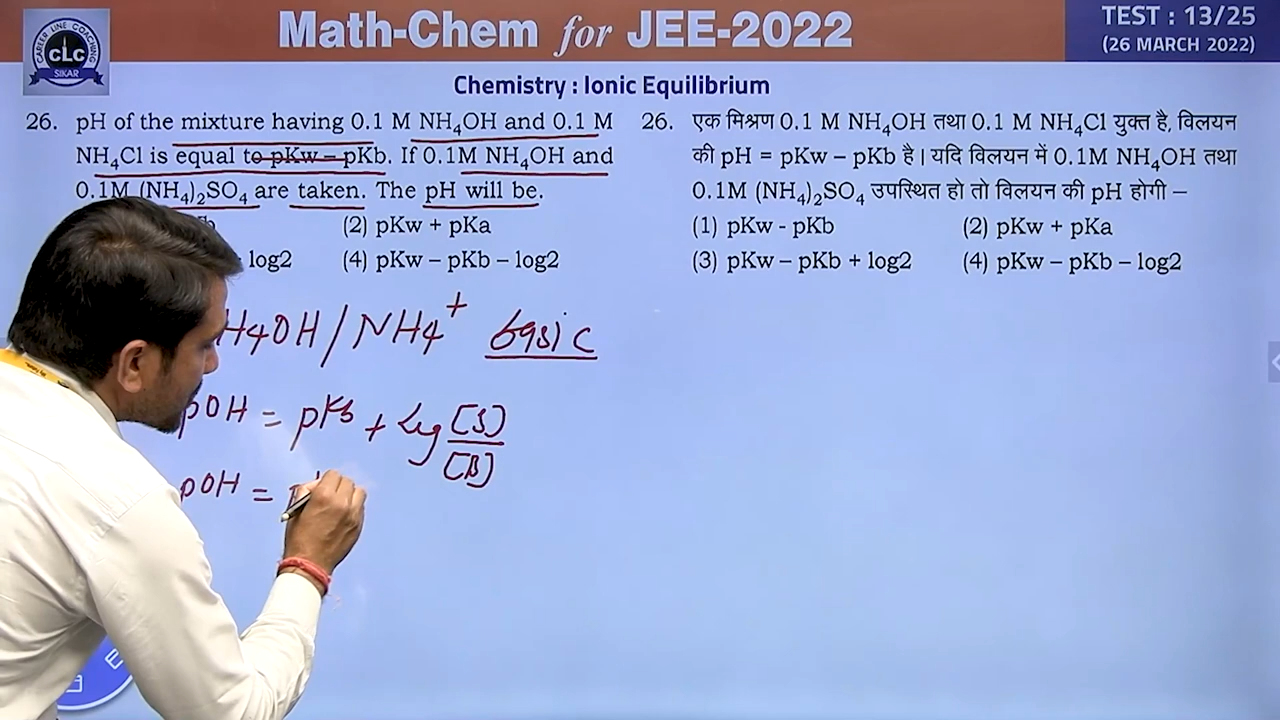 CAREER LINE COACHING
CLC
SIKAR
Math-Chem for JEE-2022
TEST : 13/25
(26 MARCH 2022)
Chemistry : Ionic Equilibrium
26. pH of the mixture having 0.1 M NH₄OH and 0.1 M
NH₄Cl is equal to pKw – pKb. If 0.1M NH₄OH and
0.1M (NH₄)₂SO₄ are taken. The pH will be.
(2) pKw + pKa
log2 (4) pKw – pKb – log2
H4OH / NH4⁺ basic
pOH = pKb + log [S]/[B]
pOH =
26. एक मिश्रण 0.1 M NH₄OH तथा 0.1 M NH₄Cl युक्त है, विलयन
की pH = pKw – pKb है। यदि विलयन में 0.1M NH₄OH तथा
0.1M (NH₄)₂SO₄ उपस्थित हो तो विलयन की pH होगी –
(1) pKw - pKb (2) pKw + pKa
(3) pKw – pKb + log2 (4) pKw – pKb – log2